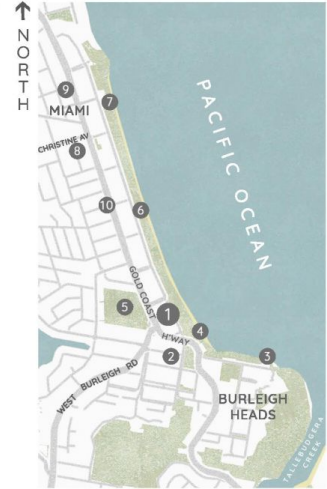 NORTH
9
MIAMI
7
CHRISTINE AV
8
PACIFIC OCEAN
10
6
GOLD COAST
H'WAY
5
1
4
2
3
WEST BURLEIGH RD
BURLEIGH
HEADS
TALLEBUDGERA
CREEK